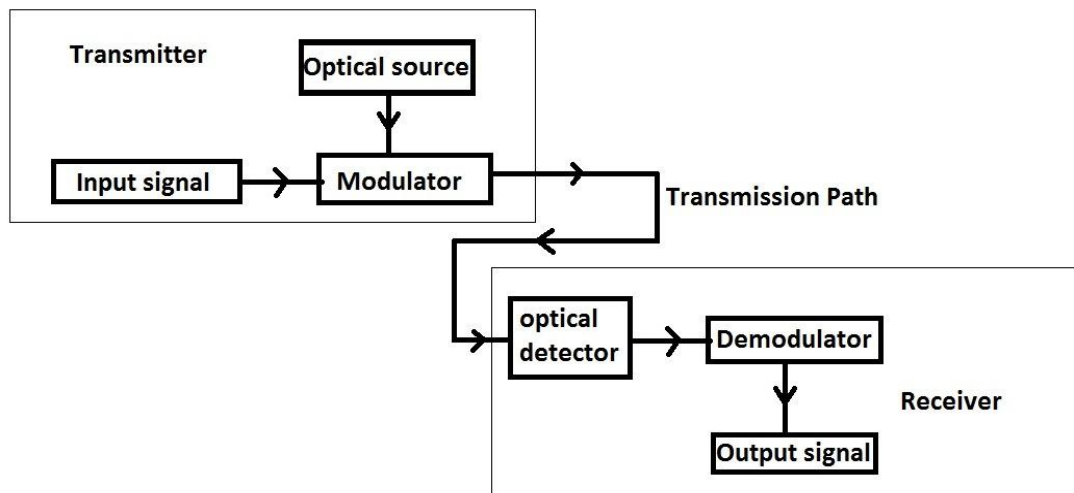 Transmitter
Optical source
Input signal
Modulator
Transmission Path
optical
detector
Demodulator
Receiver
Output signal